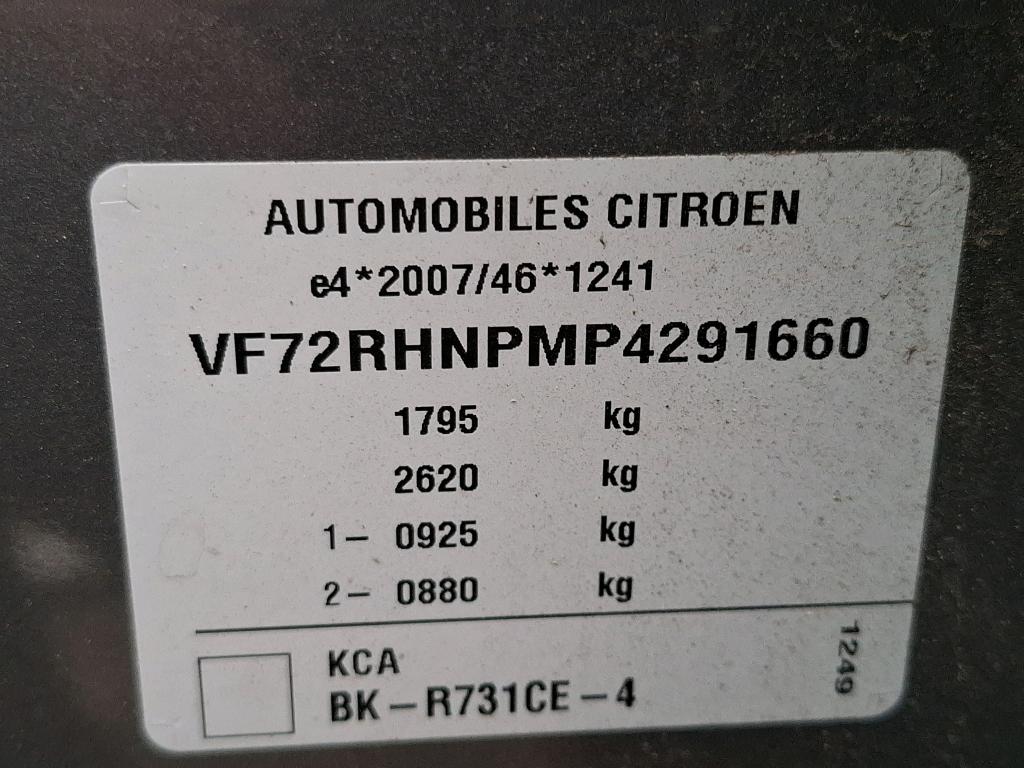 AUTOMOBILES CITROEN
e4*2007/46*1241
VF72RHNPMP4291660
1795 kg
2620 kg
1- 0925 kg
2- 0880 kg
KCA
BK-R731CE-4
1249